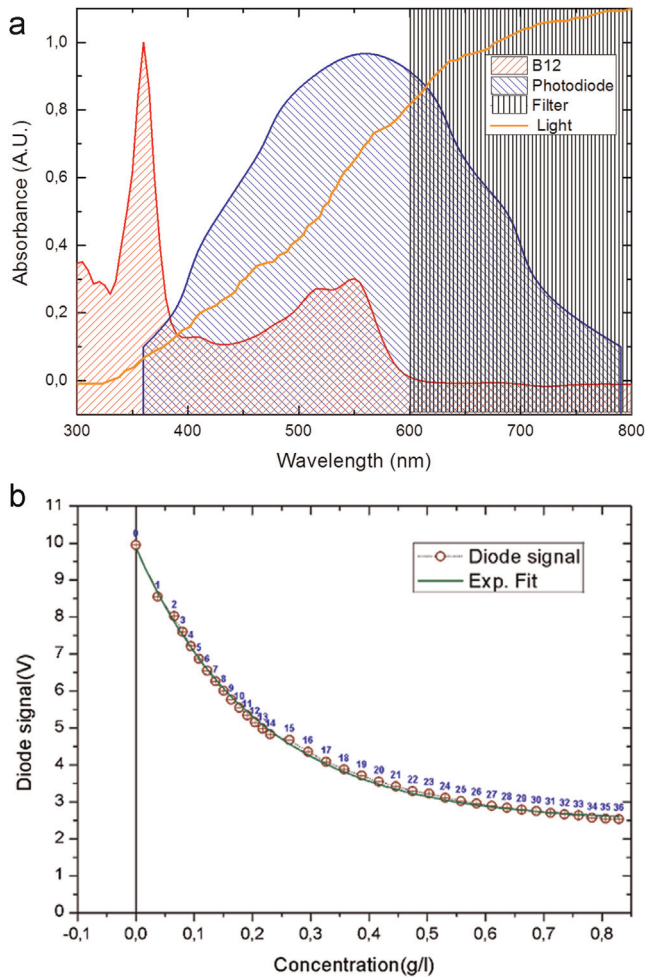 a
1,0
0,8
0,6
0,4
0,2
0,0
Absorbance (A.U.)
B12
Photodiode
Filter
Light
300 400 500 600 700 800
Wavelength (nm)
b
11
10
9
8
7
6
5
4
3
2
1
0
Diode signal(V)
Diode signal
Exp. Fit
0 1 2 3 4 5 6 7 8 9 10 11 12 13 14 15 16 17 18 19 20 21 22 23 24 25 26 27 28 29 30 31 32 33 34 35 36
-0,1 0,0 0,1 0,2 0,3 0,4 0,5 0,6 0,7 0,8
Concentration(g/l)